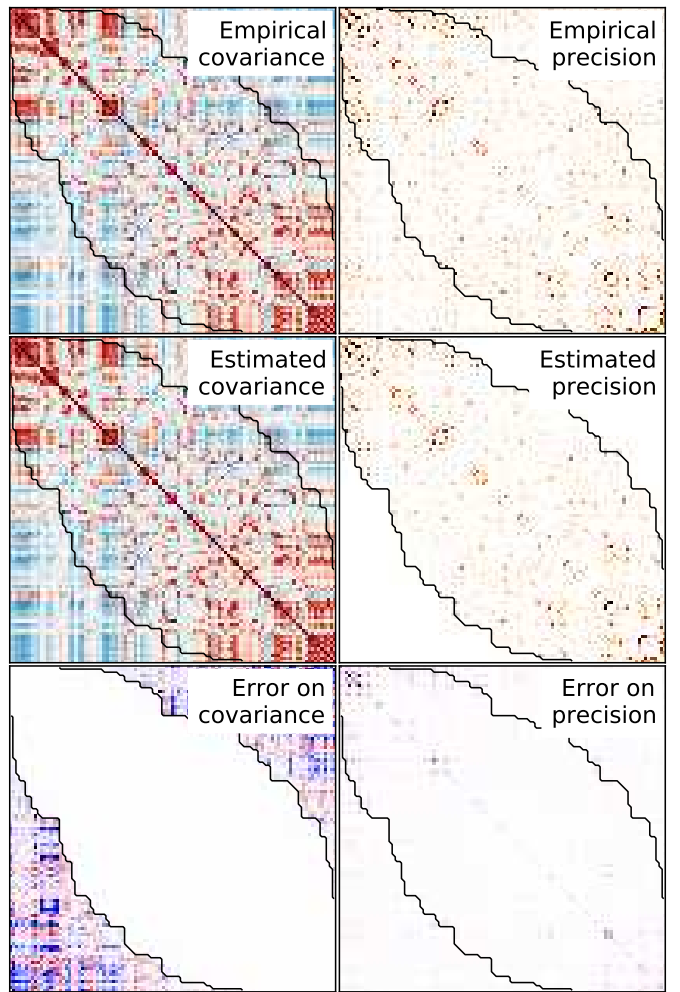 Empirical
covariance
Empirical
precision
Estimated
covariance
Estimated
precision
Error on
covariance
Error on
precision